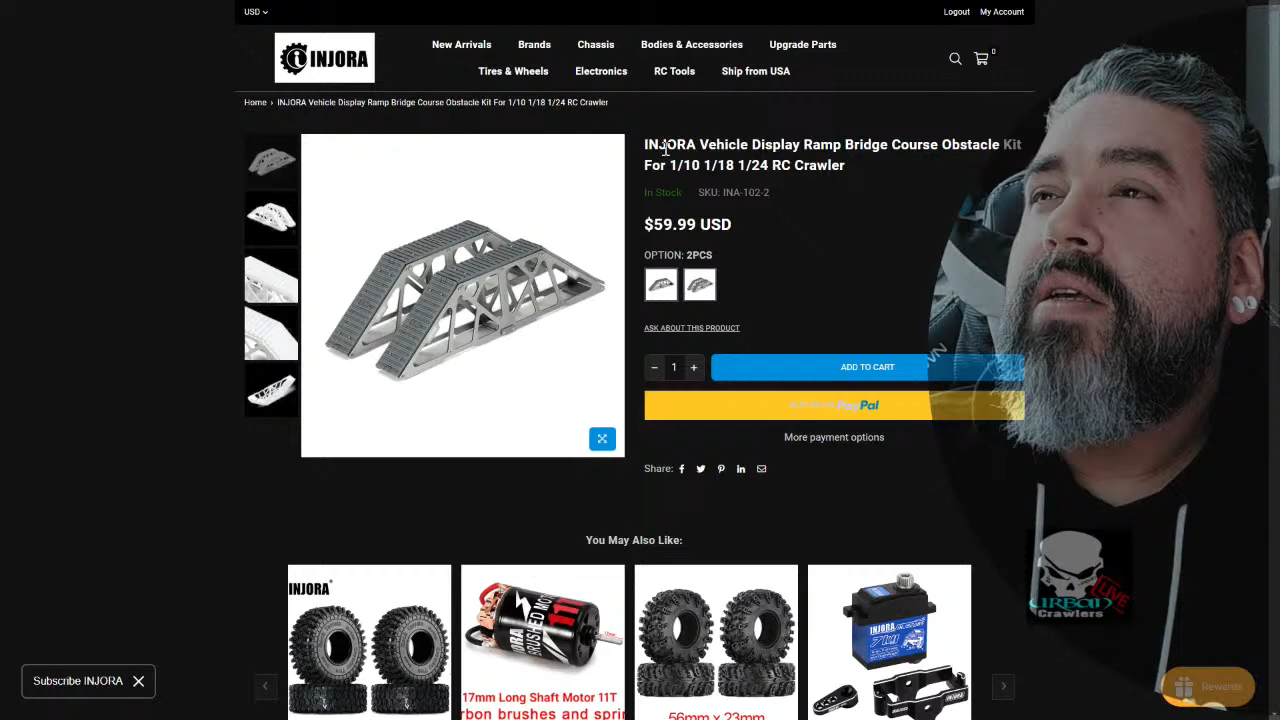 USD
Logout
My Account
INJORA
New Arrivals
Brands
Chassis
Bodies & Accessories
Upgrade Parts
0
Tires & Wheels
Electronics
RC Tools
Ship from USA
Home › INJORA Vehicle Display Ramp Bridge Course Obstacle Kit For 1/10 1/18 1/24 RC Crawler
INJORA Vehicle Display Ramp Bridge Course Obstacle Kit
For 1/10 1/18 1/24 RC Crawler
In Stock
SKU: INA-102-2
$59.99 USD
OPTION: 2PCS
ASK ABOUT THIS PRODUCT
− 1 +
ADD TO CART
PayPal
More payment options
Share:
You May Also Like:
INJORA
11
17mm Long Shaft Motor 11T
rbon brushes and sprin
56mm x 23mm
INJORA
7KG
LIVE
Crawlers
Subscribe INJORA
Rewards